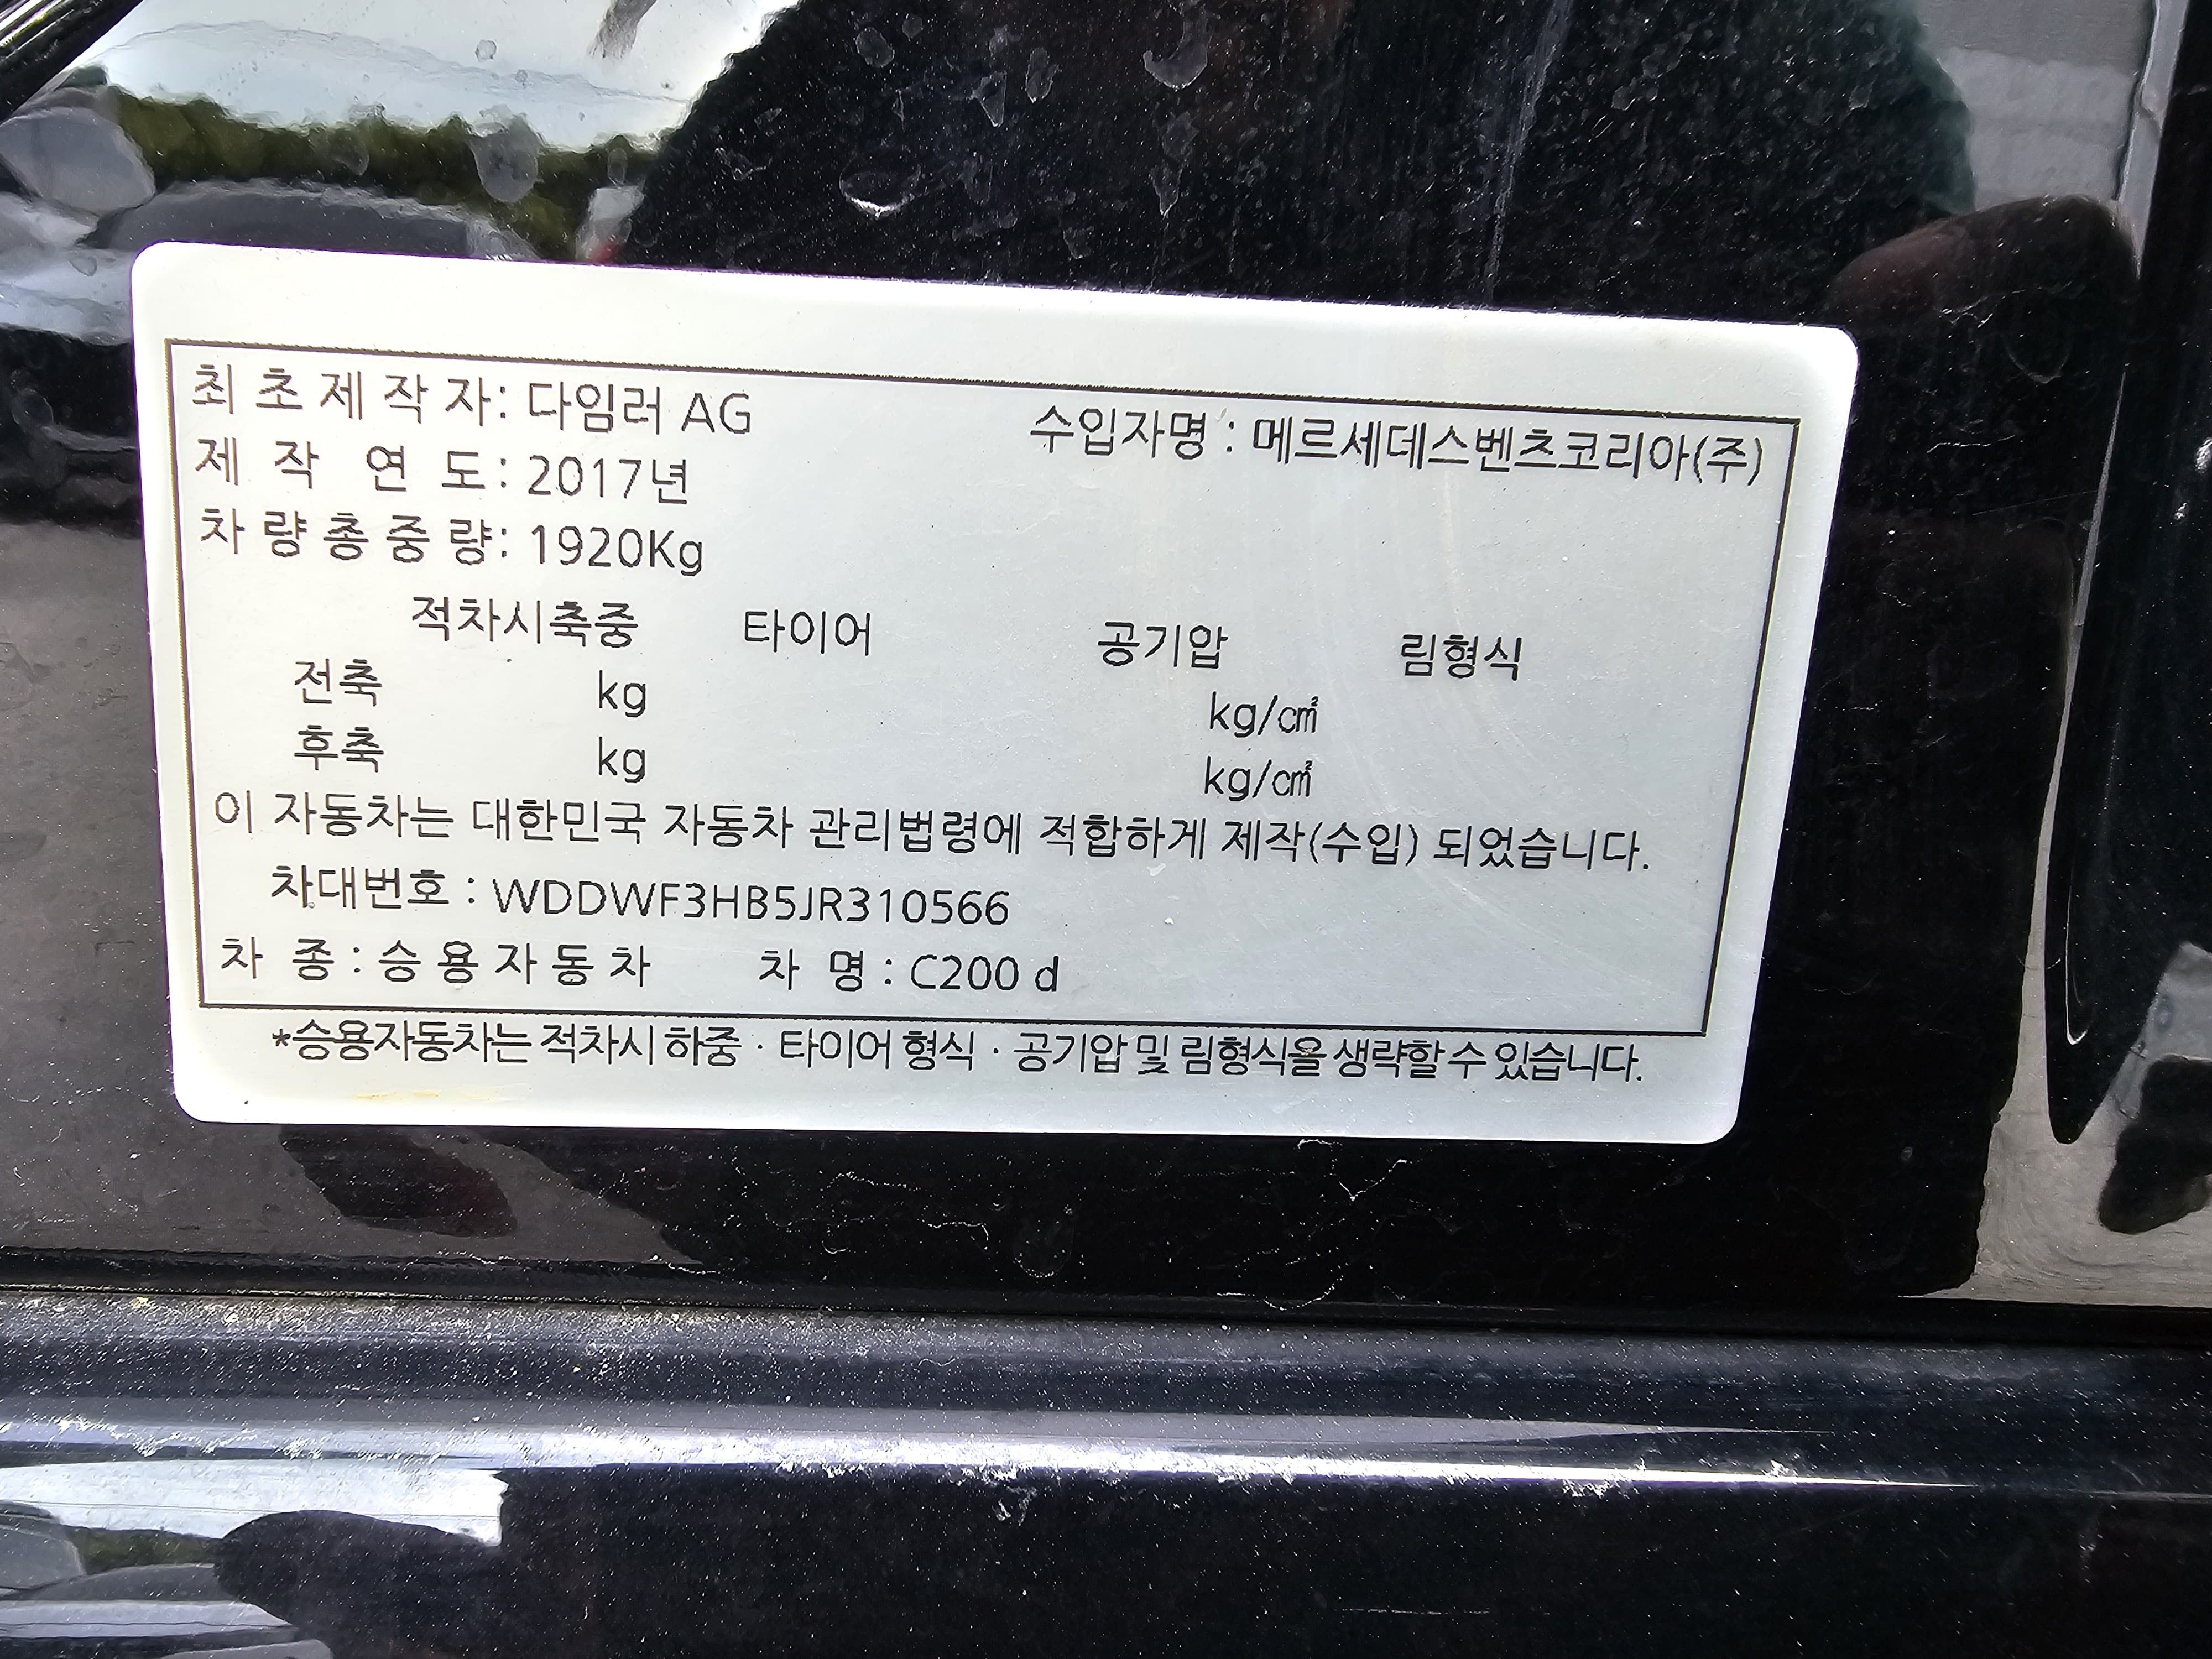 최초제작자: 다임러 AG 수입자명 : 메르세데스벤츠코리아(주)
제 작 연 도: 2017년
차량총중량: 1920Kg
적차시축중 타이어 공기압 림형식
전축 kg kg/㎠
후축 kg kg/㎠
이 자동차는 대한민국 자동차 관리법령에 적합하게 제작(수입) 되었습니다.
차대번호 : WDDWF3HB5JR310566
차 종 : 승용자동차 차 명 : C200 d
*승용자동차는 적차시 하중 · 타이어 형식 · 공기압 및 림형식을 생략할 수 있습니다.